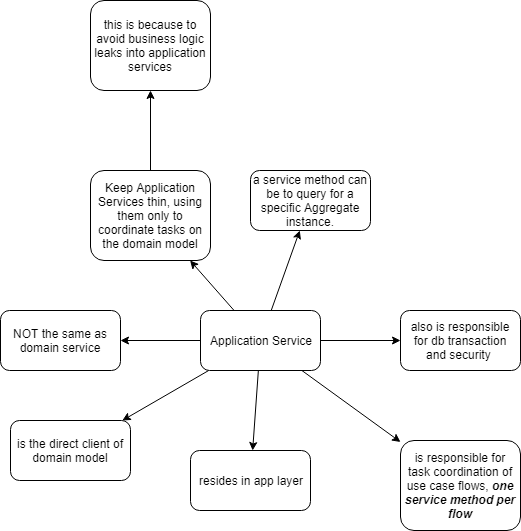 this is because to
avoid business logic
leaks into application
services
Keep Application
Services thin, using
them only to
coordinate tasks on
the domain model
a service method can
be to query for a
specific Aggregate
instance.
NOT the same as
domain service
Application Service
also is responsible
for db transaction
and security
is the direct client of
domain model
resides in app layer
is responsible for
task coordination of
use case flows, one
service method per
flow